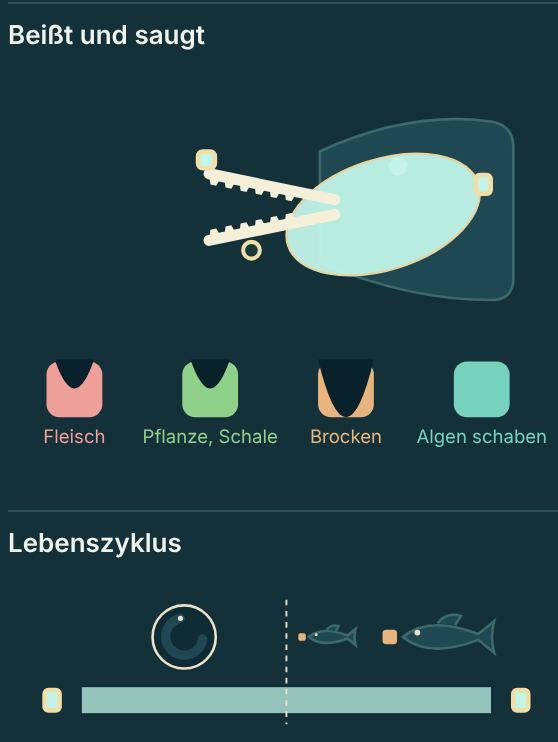 Beißt und saugt
Fleisch Pflanze, Schale Brocken Algen schaben
Lebenszyklus